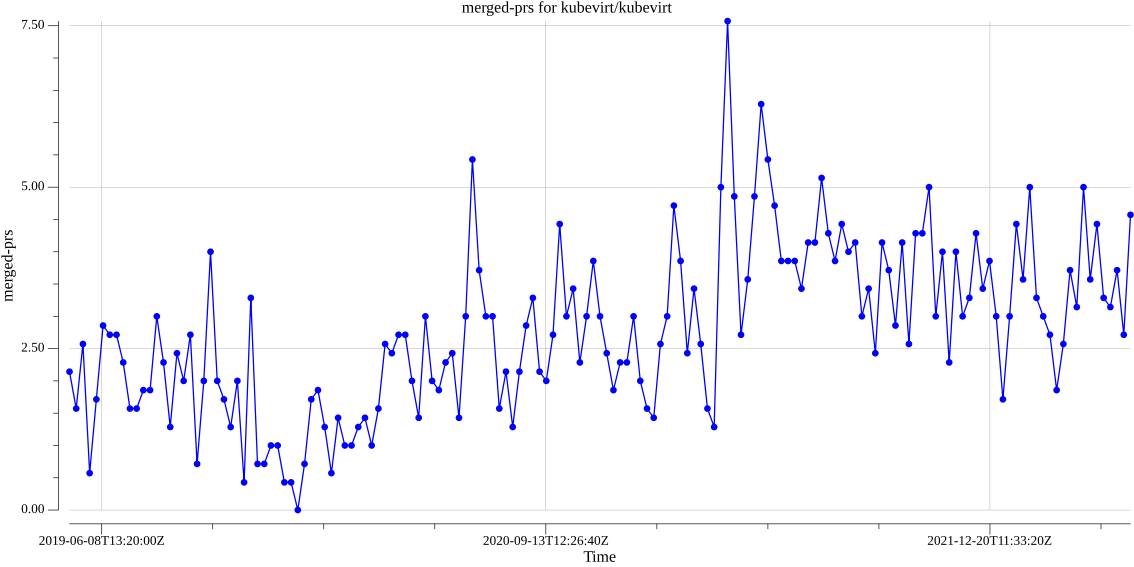 merged-prs for kubevirt/kubevirt
7.50
5.00
2.50
0.00
merged-prs
2019-06-08T13:20:00Z
2020-09-13T12:26:40Z
2021-12-20T11:33:20Z
Time